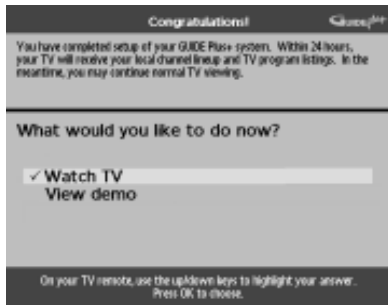 Congratulations!
GUIDE Plus+
You have completed setup of your GUIDE Plus+ system. Within 24 hours,
your TV will receive your local channel lineup and TV program listings. In the
meantime, you may continue normal TV viewing.
What would you like to do now?
✓ Watch TV
View demo
On your TV remote, use the up/down keys to highlight your answer.
Press OK to choose.